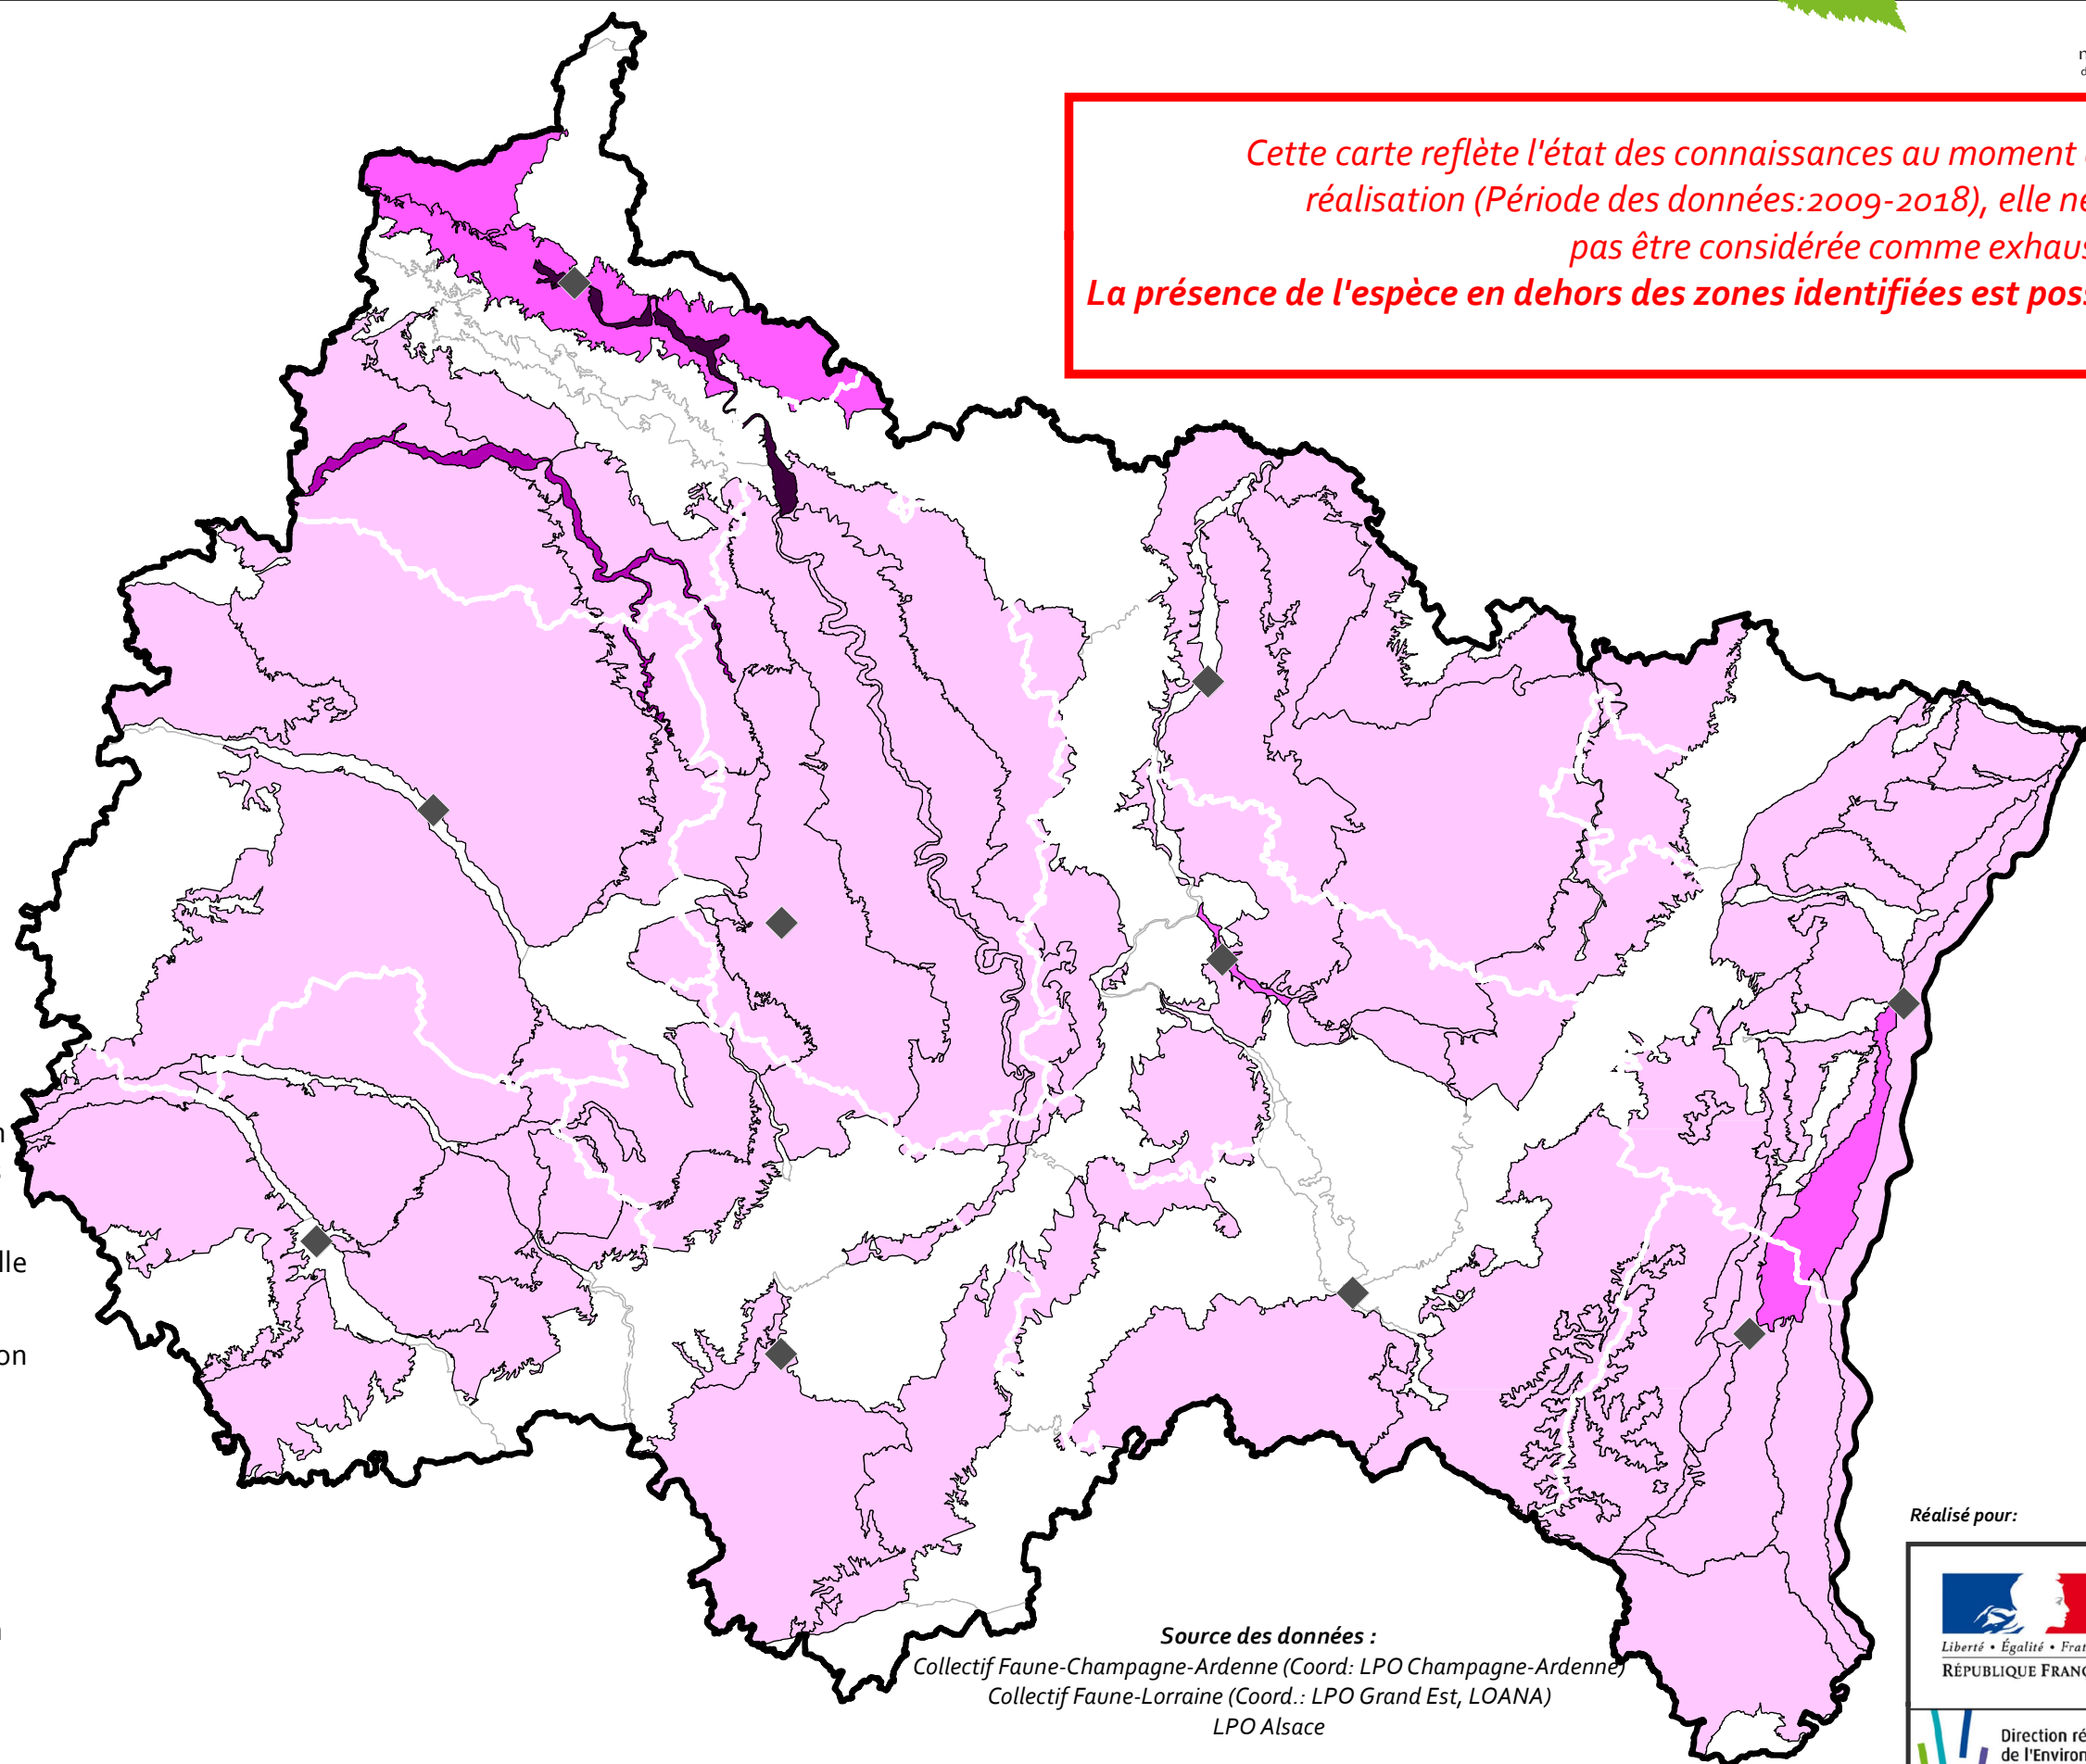 Cette carte reflète l'état des connaissances au moment
réalisation (Période des données:2009-2018), elle ne
pas être considérée comme exhaus
La présence de l'espèce en dehors des zones identifiées est pos
lle
on
Réalisé pour:
Source des données :
Collectif Faune-Champagne-Ardenne (Coord: LPO Champagne-Ardenne)
Collectif Faune-Lorraine (Coord.: LPO Grand Est, LOANA)
LPO Alsace
Liberté • Égalité • Frat
RÉPUBLIQUE FRANÇ
Direction ré
de l'Environ